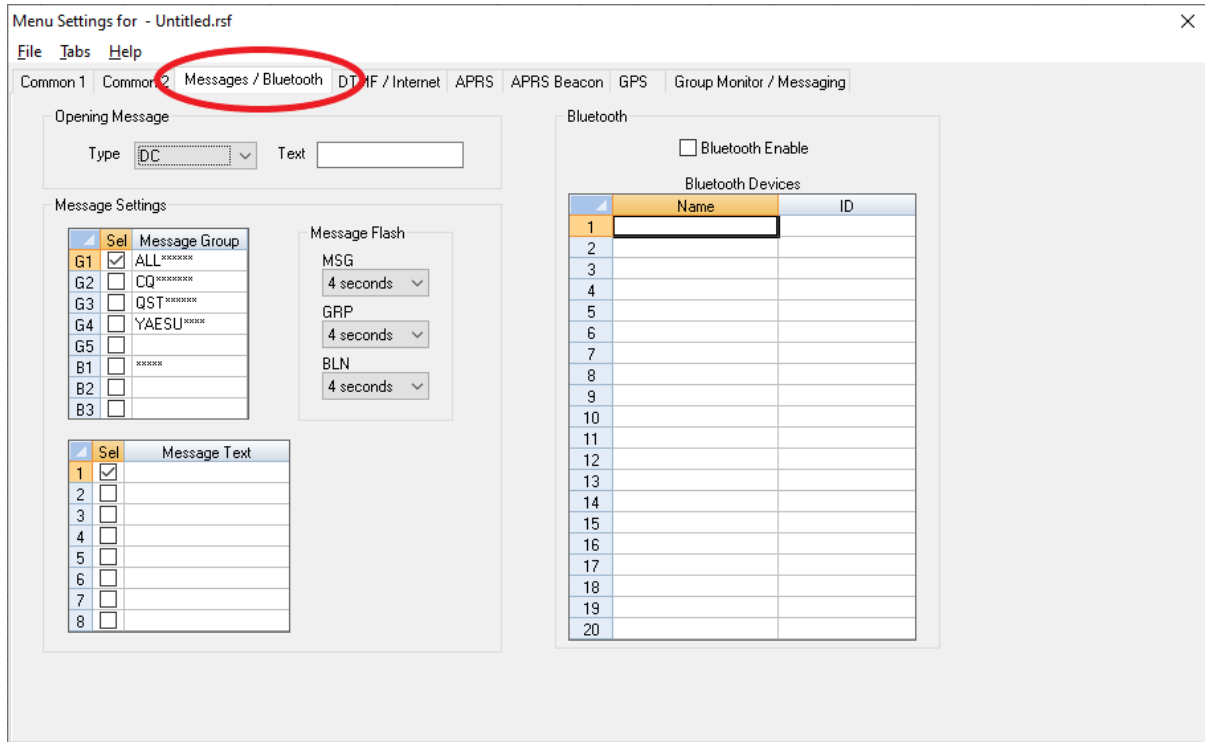 Menu Settings for - Untitled.rsf
File Tabs Help
Common 1 Common 2 Messages / Bluetooth DTMF / Internet APRS APRS Beacon GPS Group Monitor / Messaging
Opening Message
Type DC Text
Message Settings
Sel Message Group
G1 ALL******
G2 CQ*******
G3 QST******
G4 YAESU****
G5
B1 *****
B2
B3
Message Flash
MSG
4 seconds
GRP
4 seconds
BLN
4 seconds
Sel Message Text
1
2
3
4
5
6
7
8
Bluetooth
Bluetooth Enable
Bluetooth Devices
Name ID
1
2
3
4
5
6
7
8
9
10
11
12
13
14
15
16
17
18
19
20